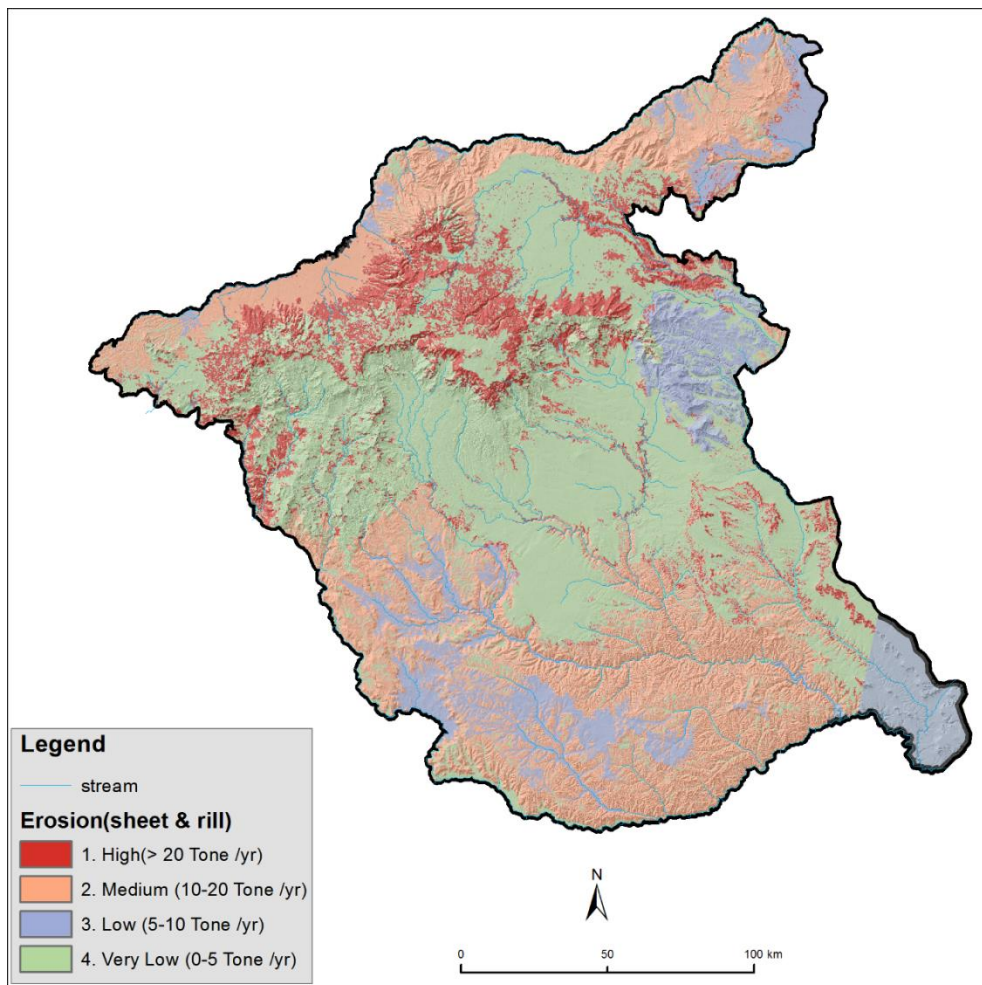 Legend
stream
Erosion(sheet & rill)
1. High(> 20 Tone /yr)
2. Medium (10-20 Tone /yr)
3. Low (5-10 Tone /yr)
4. Very Low (0-5 Tone /yr)
N
0 50 100 km